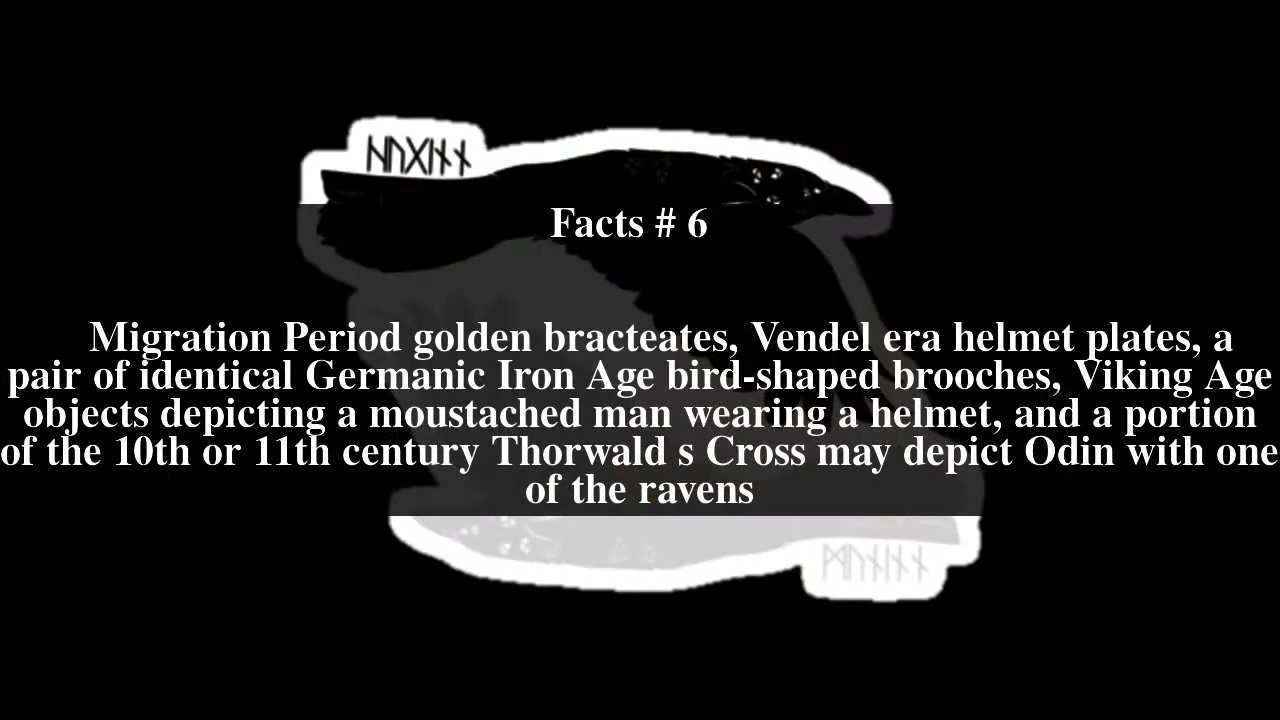 ᚺᚢᚷᛁᚾᚾ
Facts # 6
Migration Period golden bracteates, Vendel era helmet plates, a
pair of identical Germanic Iron Age bird-shaped brooches, Viking Age
objects depicting a moustached man wearing a helmet, and a portion
of the 10th or 11th century Thorwald s Cross may depict Odin with one
of the ravens
ᛗᚢᚾᛁᚾᚾ